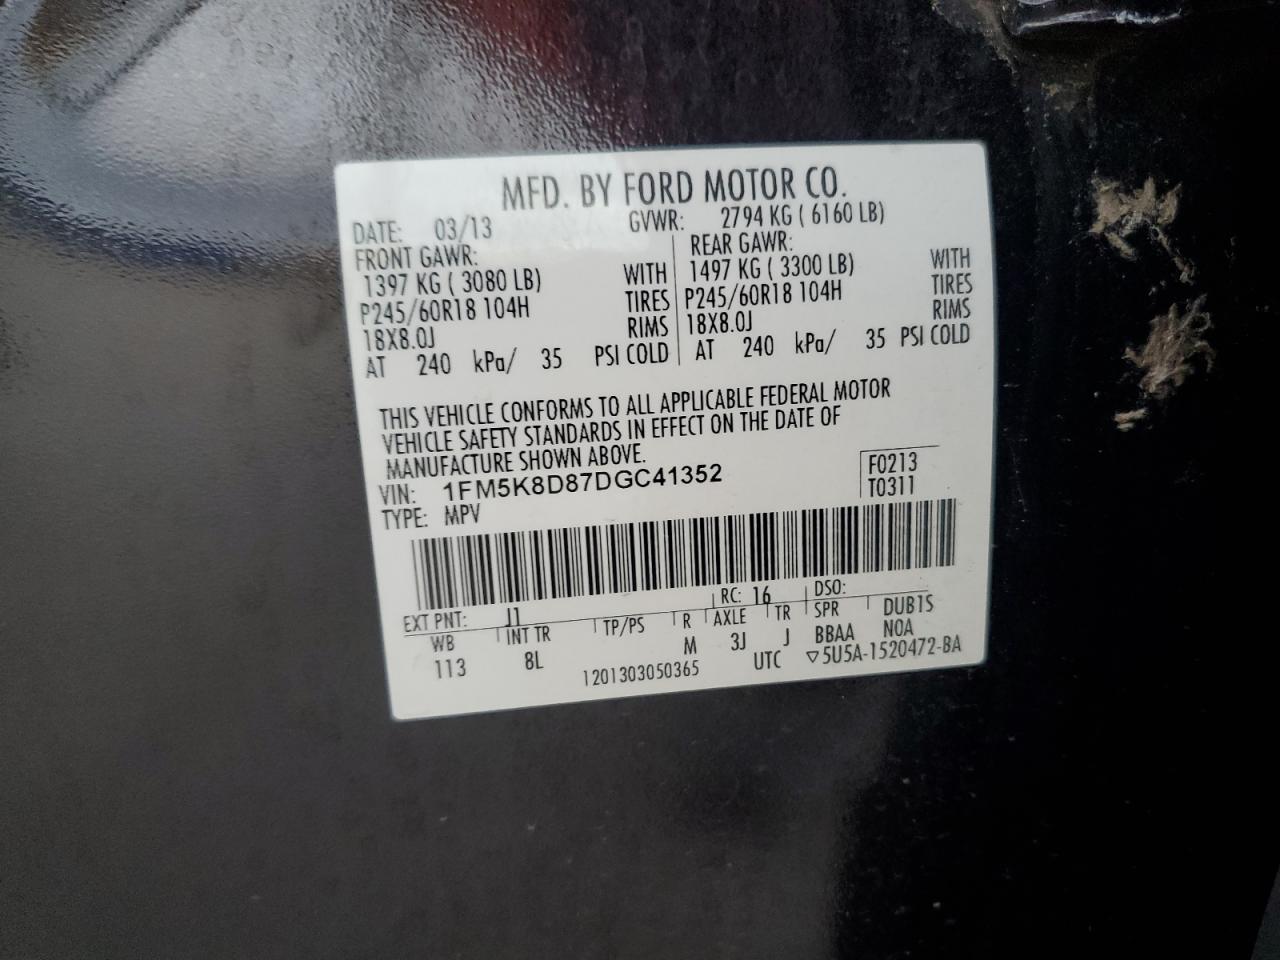 MFD. BY FORD MOTOR CO.
DATE: 03/13 GVWR: 2794 KG ( 6160 LB)
FRONT GAWR: REAR GAWR:
1397 KG ( 3080 LB) WITH 1497 KG ( 3300 LB) WITH
P245/60R18 104H TIRES P245/60R18 104H TIRES
18X8.0J RIMS 18X8.0J RIMS
AT 240 kPa/ 35 PSI COLD AT 240 kPa/ 35 PSI COLD
THIS VEHICLE CONFORMS TO ALL APPLICABLE FEDERAL MOTOR
VEHICLE SAFETY STANDARDS IN EFFECT ON THE DATE OF
MANUFACTURE SHOWN ABOVE.
VIN: 1FM5K8D87DGC41352 F0213
TYPE: MPV T0311
EXT PNT: J1 RC: 16 DSO:
WB INT TR TP/PS R AXLE TR SPR DUB1S
113 8L M 3J J BBAA NOA
1201303050365 UTC ▽5U5A-1520472-BA